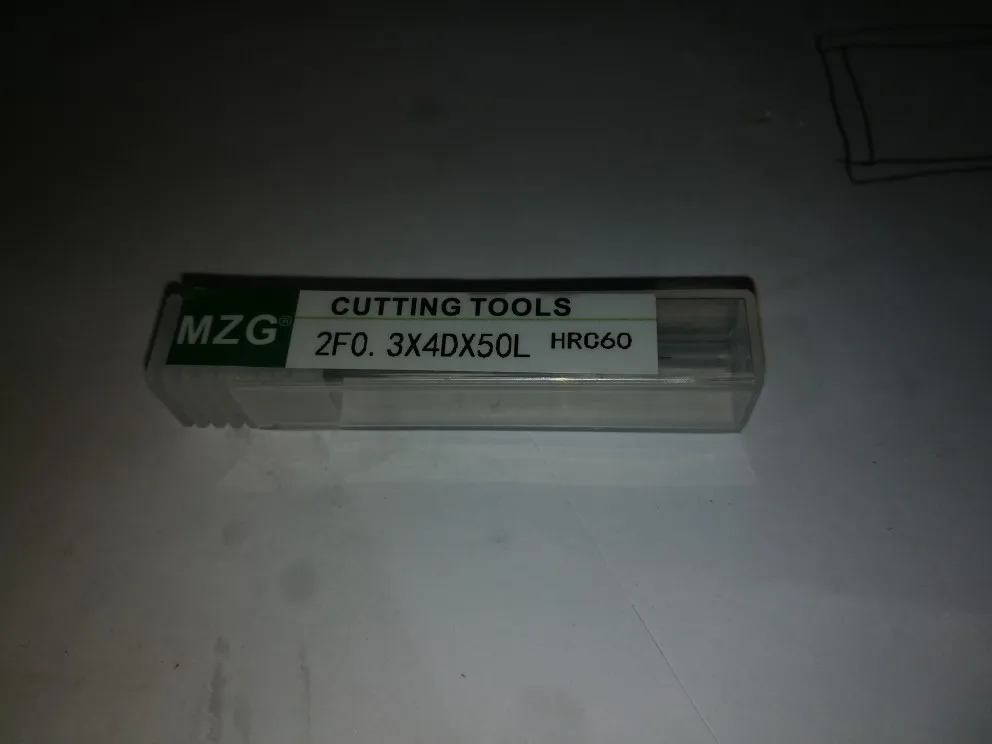 MZG®
CUTTING TOOLS
2F0.3X4DX50L HRC60